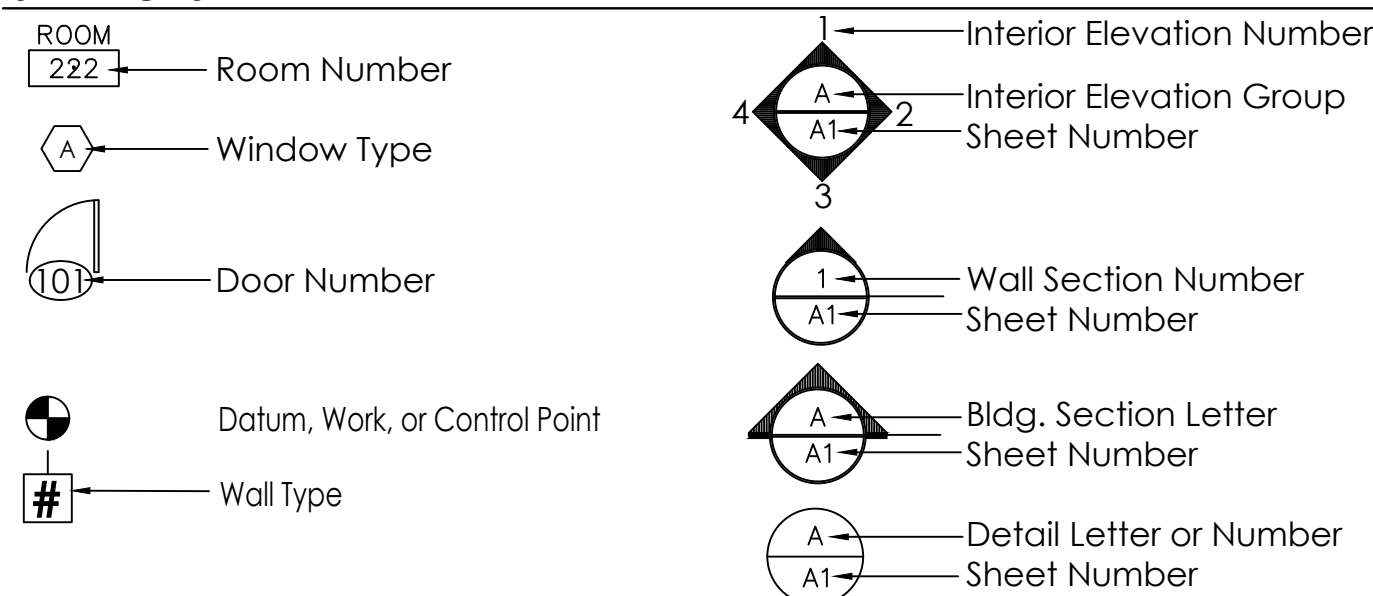 ROOM
222
Room Number
A
Window Type
101
Door Number
Datum, Work, or Control Point
#
Wall Type
1
Interior Elevation Number
A
Interior Elevation Group
4
2
A1
Sheet Number
3
1
Wall Section Number
A1
Sheet Number
A
Bldg. Section Letter
A1
Sheet Number
A
Detail Letter or Number
A1
Sheet Number